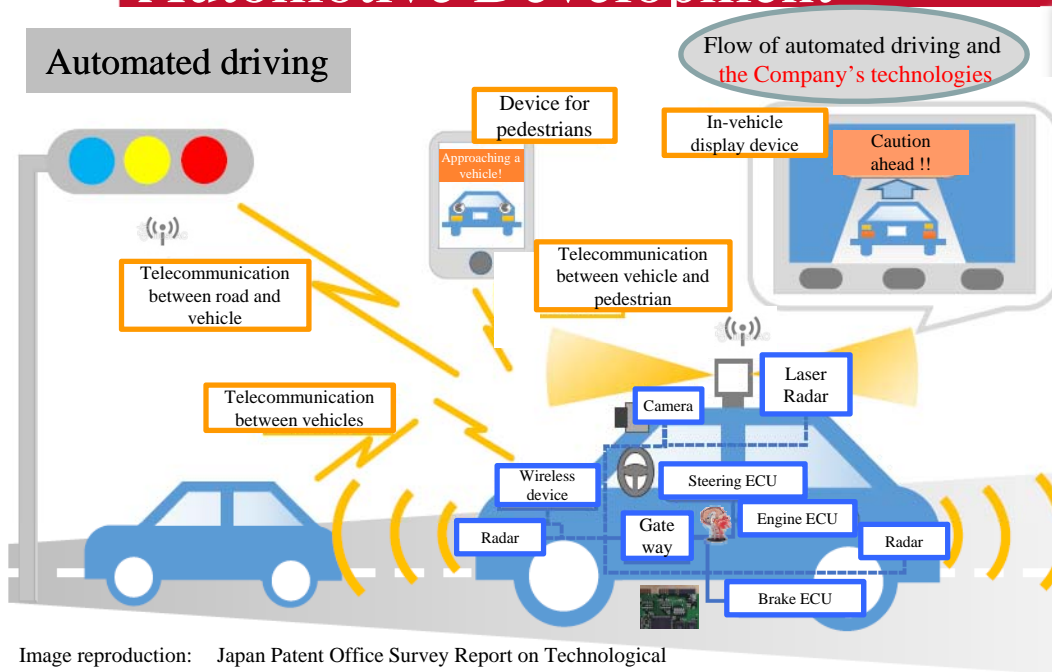 Automotive Development
Automated driving
Flow of automated driving and
the Company's technologies
Device for
pedestrians
In-vehicle
display device
Caution
ahead !!
Approaching a
vehicle!
Telecommunication
between road and
vehicle
Telecommunication
between vehicle and
pedestrian
Laser
Radar
Telecommunication
between vehicles
Camera
Wireless
device
Steering ECU
Radar
Gate
way
Engine ECU
Radar
Brake ECU
Image reproduction: Japan Patent Office Survey Report on Technological